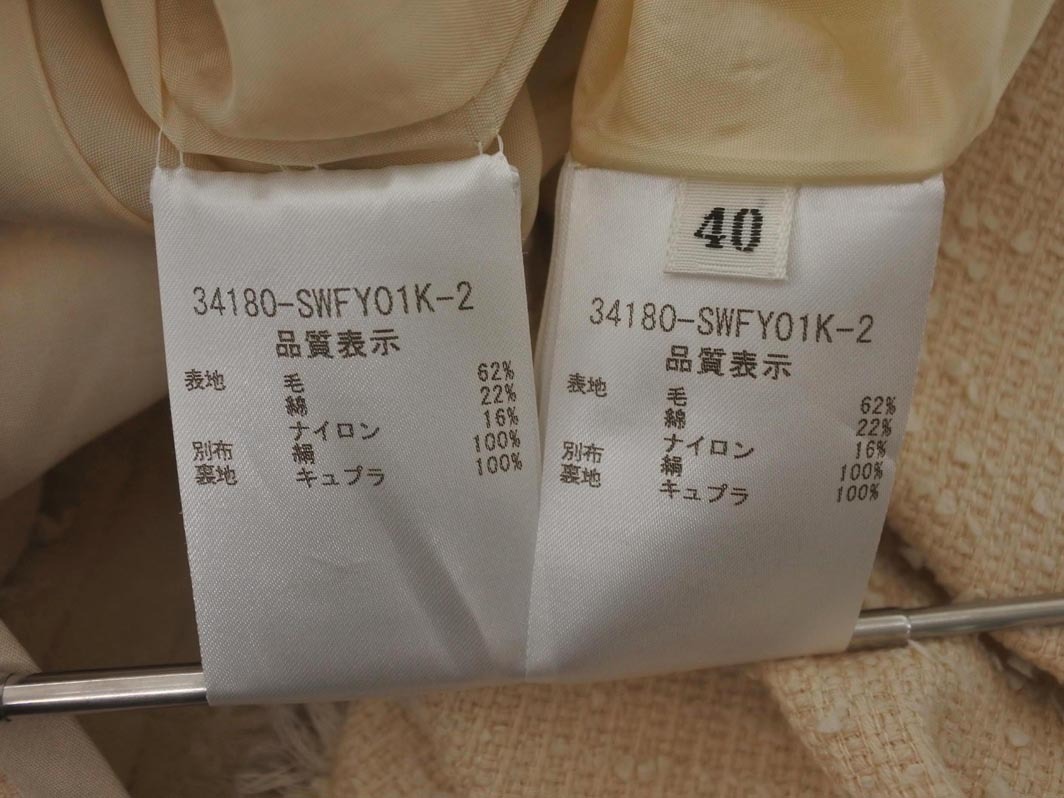 34180-SWFY01K-2
品質表示
表地 毛 62%
綿 22%
ナイロン 16%
別布 絹 100%
裏地 キュプラ 100%
40
34180-SWFY01K-2
品質表示
表地 毛 62%
綿 22%
ナイロン 16%
別布 絹 100%
裏地 キュプラ 100%